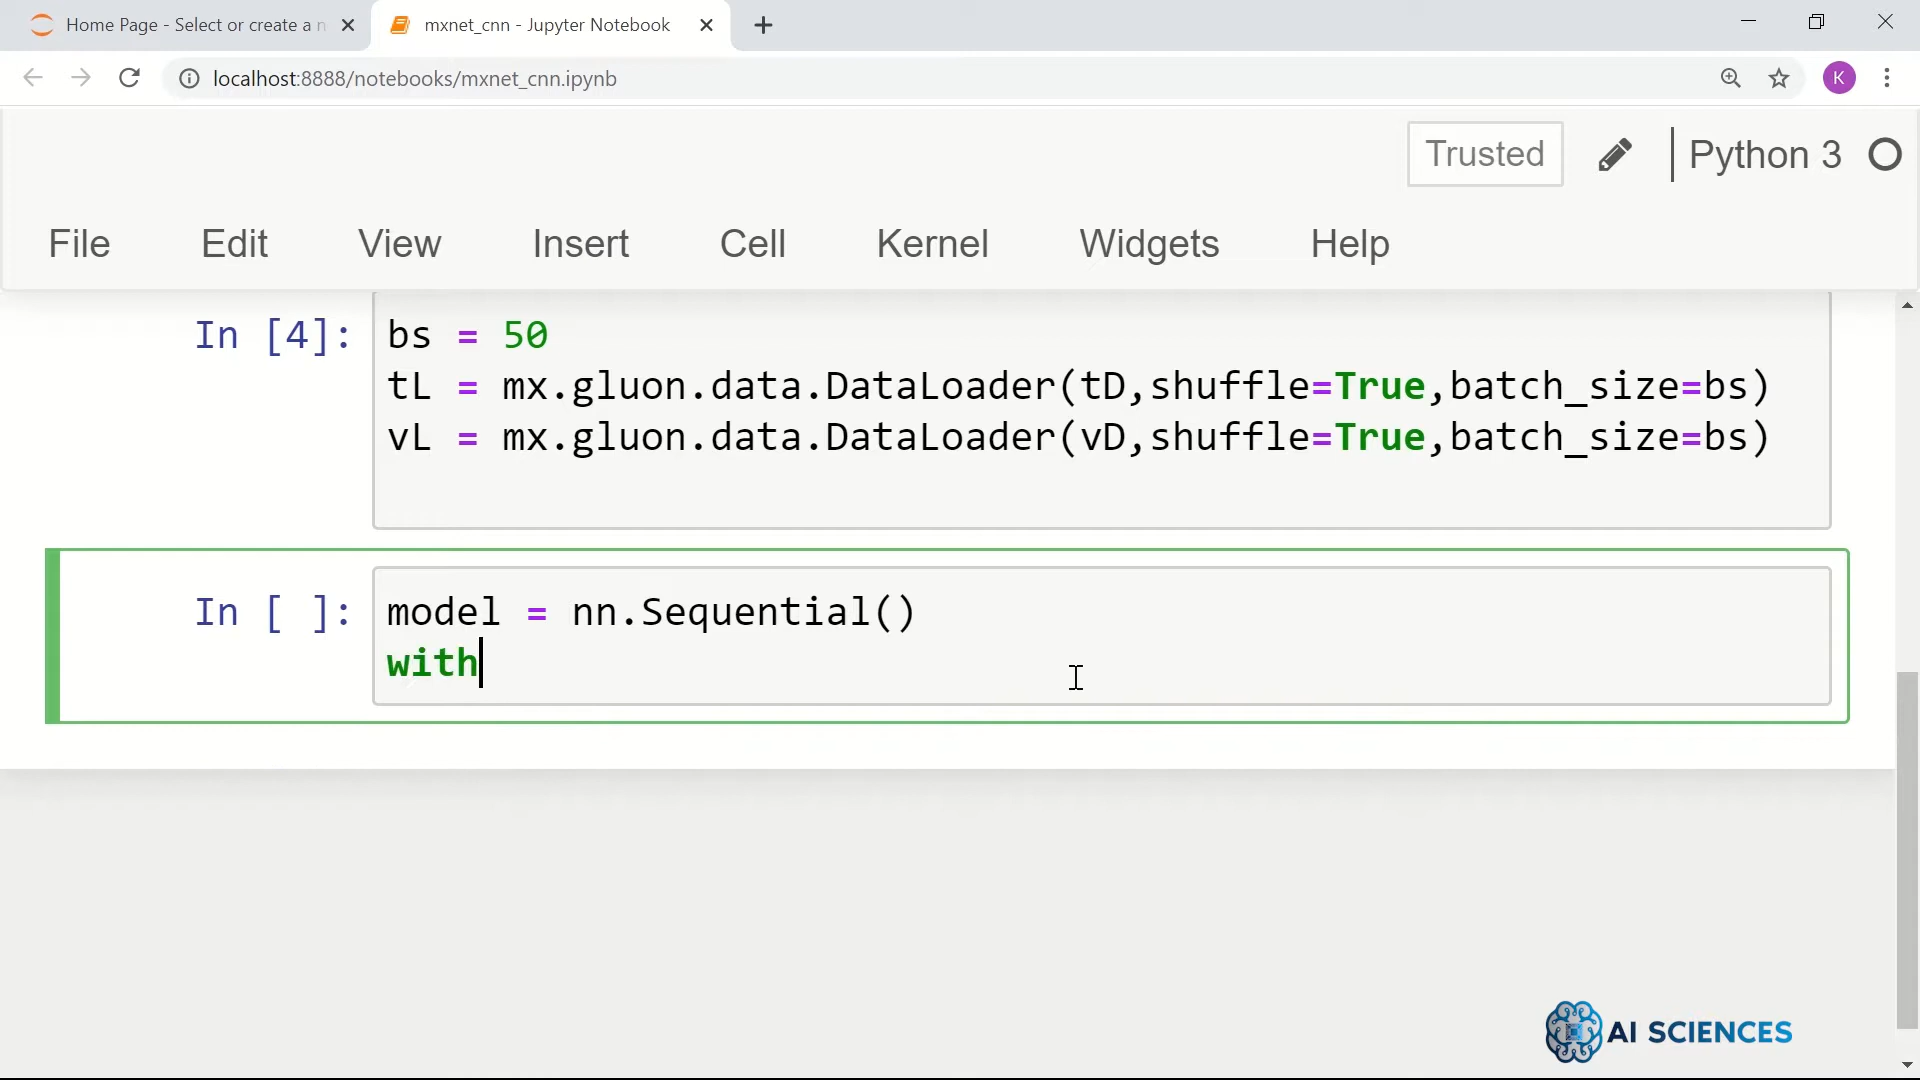 Home Page - Select or create a n
mxnet_cnn - Jupyter Notebook
localhost:8888/notebooks/mxnet_cnn.ipynb
K
Trusted
Python 3
File Edit View Insert Cell Kernel Widgets Help
In [4]: bs = 50
tL = mx.gluon.data.DataLoader(tD,shuffle=True,batch_size=bs)
vL = mx.gluon.data.DataLoader(vD,shuffle=True,batch_size=bs)
In [ ]: model = nn.Sequential()
with
AI SCIENCES